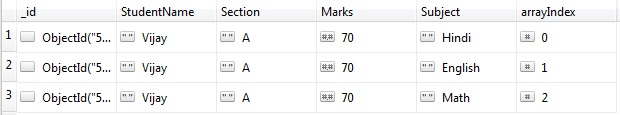 _id StudentName Section Marks Subject arrayIndex
1 ObjectId("5... "" Vijay "" A #.# 70 "" Hindi # 0
2 ObjectId("5... "" Vijay "" A #.# 70 "" English # 1
3 ObjectId("5... "" Vijay "" A #.# 70 "" Math # 2